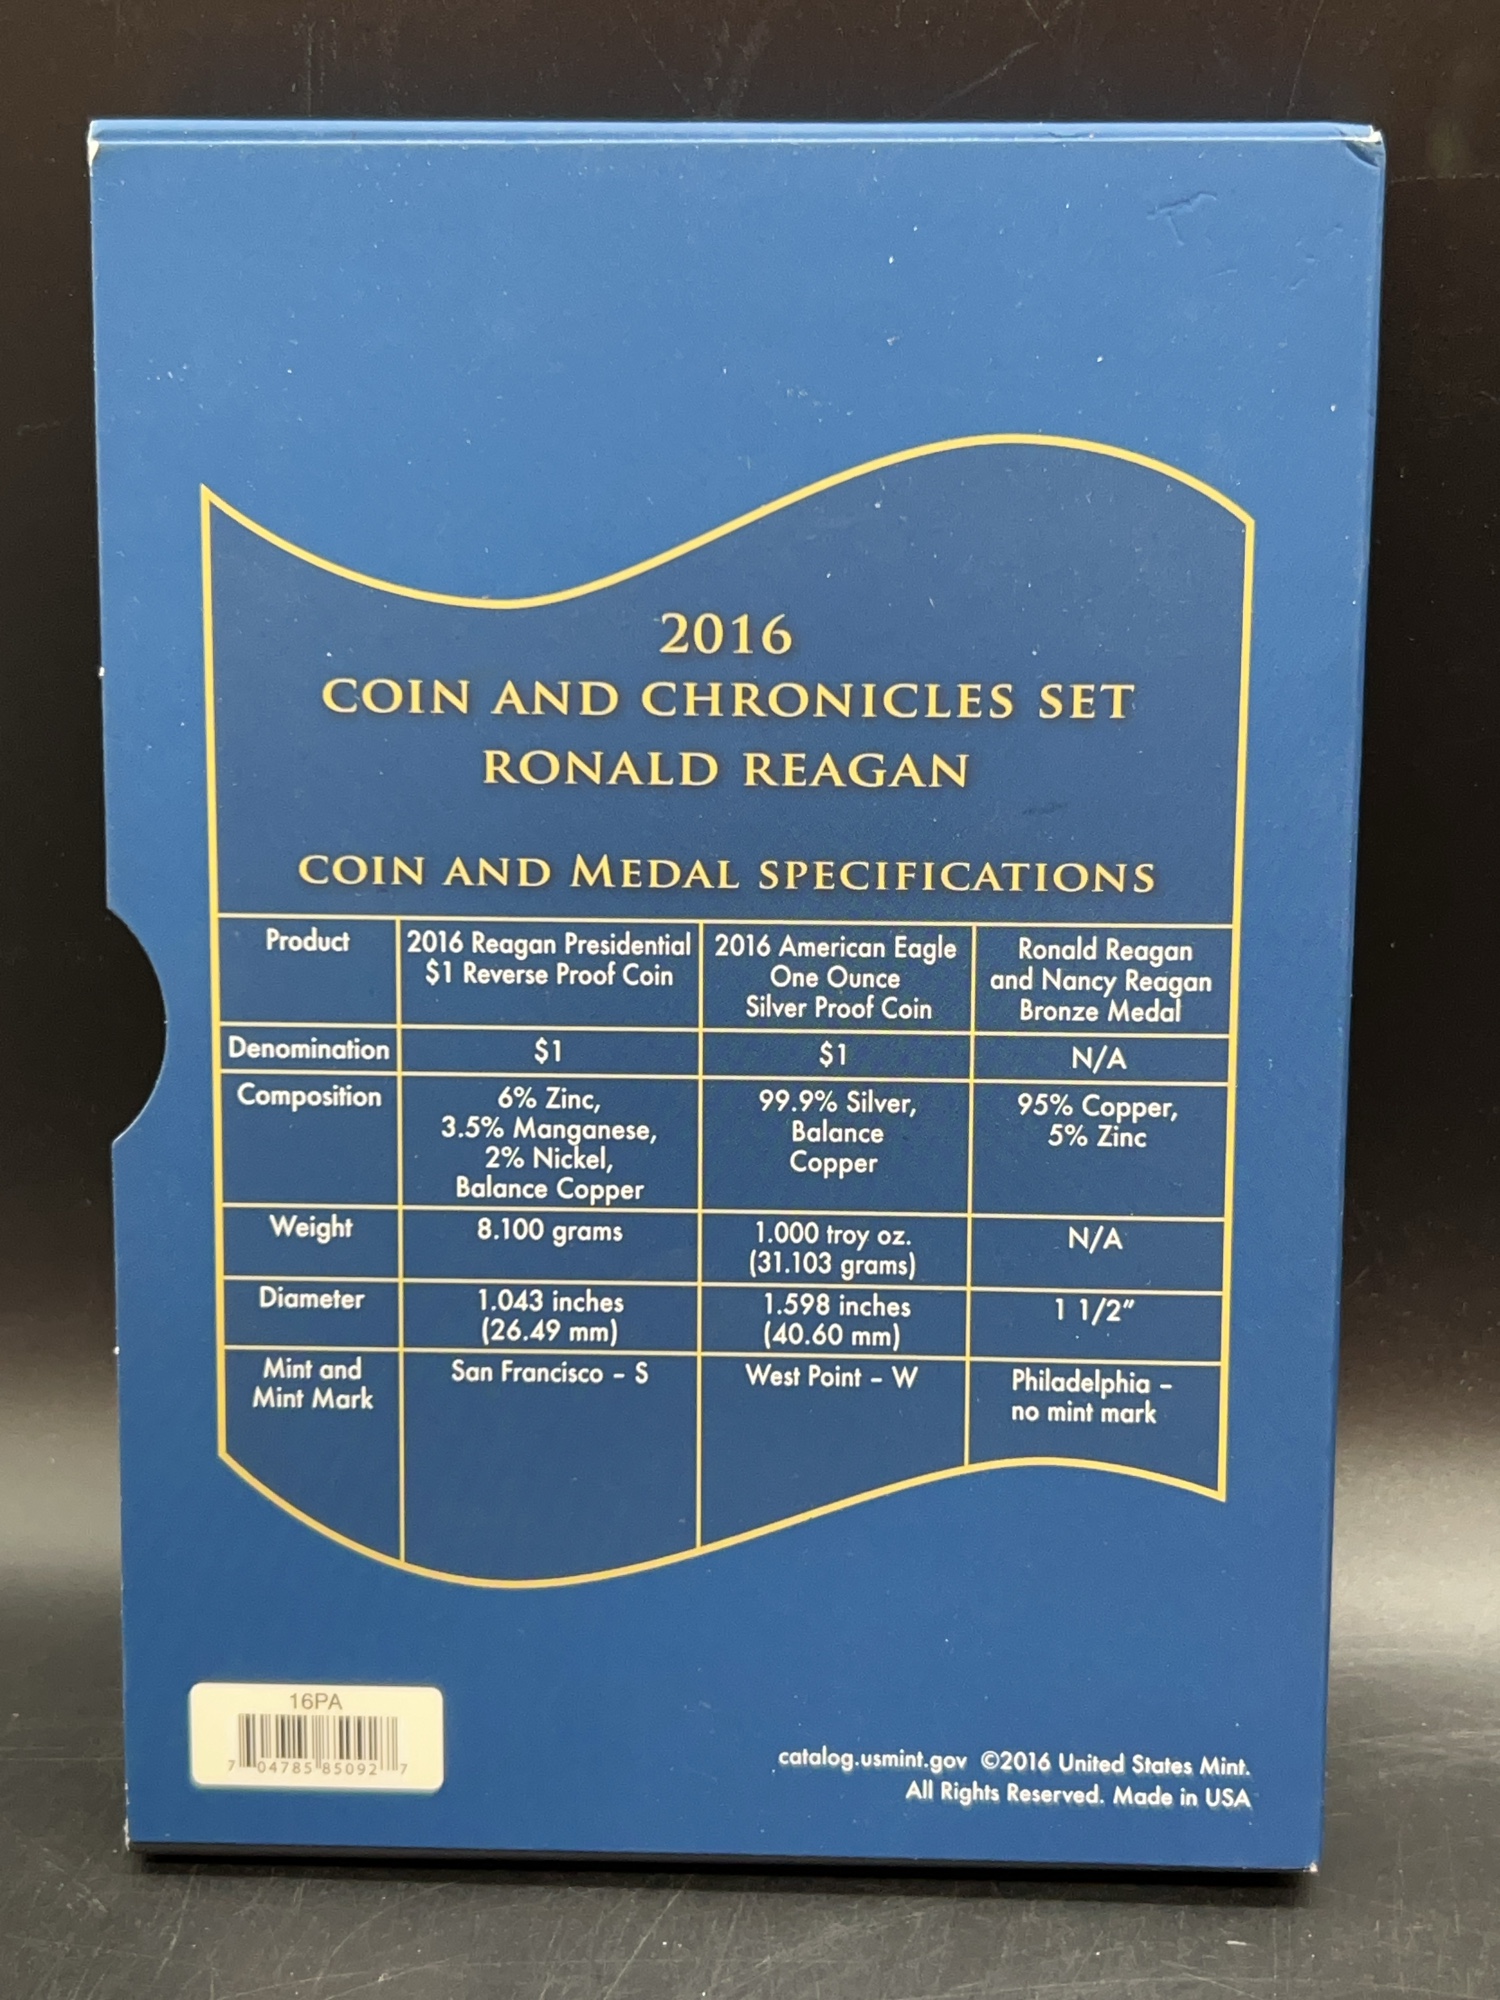 2016
COIN AND CHRONICLES SET
RONALD REAGAN
COIN AND MEDAL SPECIFICATIONS
Product
2016 Reagan Presidential
$1 Reverse Proof Coin
2016 American Eagle
One Ounce
Silver Proof Coin
Ronald Reagan
and Nancy Reagan
Bronze Medal
Denomination
$1
$1
N/A
Composition
6% Zinc,
3.5% Manganese,
2% Nickel,
Balance Copper
99.9% Silver,
Balance
Copper
95% Copper,
5% Zinc
Weight
8.100 grams
1.000 troy oz.
(31.103 grams)
N/A
Diameter
1.043 inches
(26.49 mm)
1.598 inches
(40.60 mm)
1 1/2"
Mint and
Mint Mark
San Francisco – S
West Point – W
Philadelphia –
no mint mark
16PA
7 04785 85092 7
catalog.usmint.gov ©2016 United States Mint.
All Rights Reserved. Made in USA